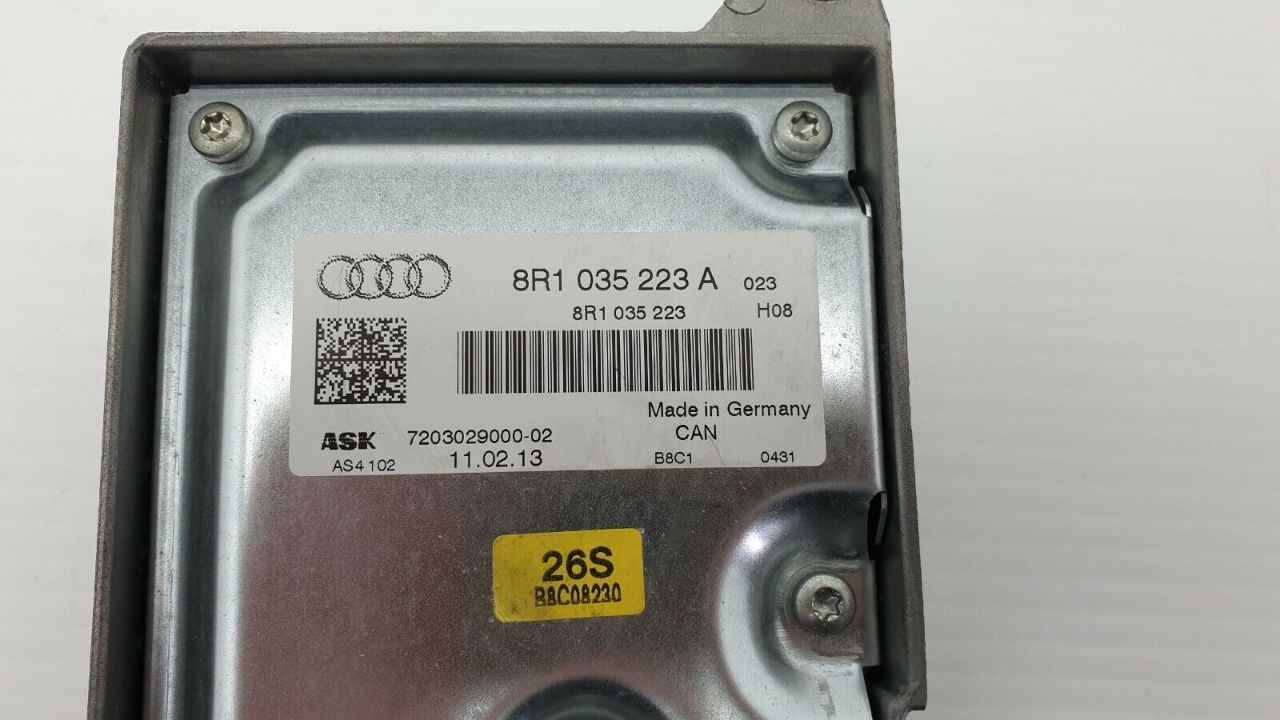 8R1 035 223 A 023
8R1 035 223 H08
Made in Germany
ASK 7203029000-02 CAN
AS4 102 11.02.13 B8C1 0431
26S
B8C08230